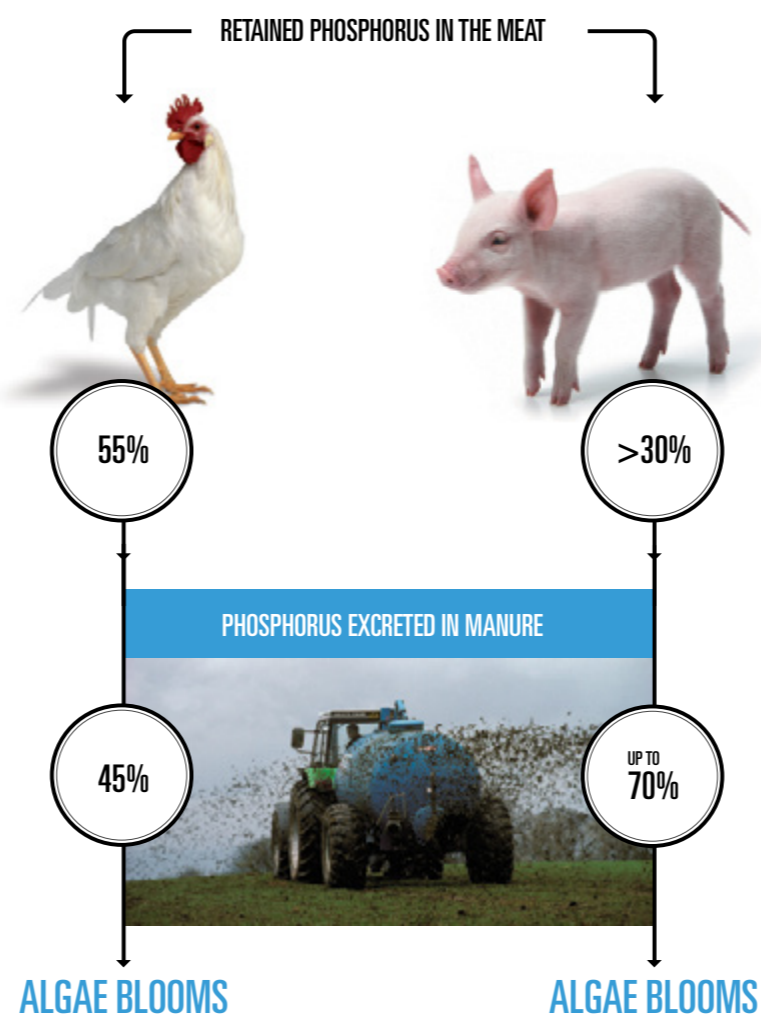 RETAINED PHOSPHORUS IN THE MEAT
55%
>30%
PHOSPHORUS EXCRETED IN MANURE
45%
UP TO
70%
ALGAE BLOOMS
ALGAE BLOOMS